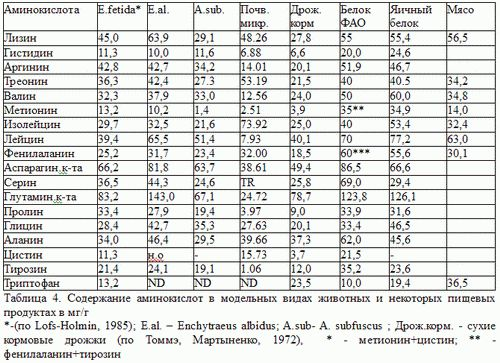 Аминокислота E.fetida* E.al. A.sub. Почв. микр. Дрож. корм Белок ФАО Яичный белок Мясо
Лизин 45,0 63,9 29,1 48.26 27,8 55 55,4 56,5
Гистидин 11,3 10,0 11,6 6.88 6,6 20,0 24,6
Аргинин 42,8 42,7 34,2 14.01 20,1 51,9 46,7
Треонин 36,3 42,4 27.3 53.19 21,5 40 40.5 34,2
Валин 32,3 37,9 33,0 12.56 24,0 50 60,0 34,8
Метионин 13,2 10,2 1,4 2.51 3,9 35** 34,9 14,0
Изолейцин 29,7 32,5 21,6 73.92 25,0 40 53,4 32,4
Лейцин 39,4 65,5 51,4 7.93 40,1 70 77,2 63,0
Фенилаланин 25,2 31,7 23,4 32.00 18,5 60*** 55,6 30,1
Аспарагин.к-та 66,2 81,8 63,7 38.61 49,4 86,5 66,6
Серин 36,5 44,3 24,6 TR 25,8 69,0 29,4
Глутамин.к-та 83,2 143,0 67,1 24.72 78,7 123,8 126,1
Пролин 33,4 27,9 19,4 3.97 9,0 33,9 31,6
Глицин 28,4 42,7 35,3 27.63 20,1 33,4 46,5
Аланин 34,0 46,4 29,5 39.66 37,3 62,0 45,6
Цистин 11,3 н.о - 15.73 3,7 21,5 -
Тирозин 21,4 24,1 19,1 1.06 12,0 35,2 23,6
Триптофан 13,2 ND ND ND 23,5 10,0 19,4 36,5
Таблица 4. Содержание аминокислот в модельных видах животных и некоторых пищевых
продуктах в мг/г
*-(по Lofs-Holmin, 1985); E.al. – Enchytraeus albidus; A.sub- A. subfuscus ; Дрож.корм. - сухие
кормовые дрожжи (по Томмэ, Мартыненко, 1972), * - метионин+цистин; ** -
фенилаланин+тирозин